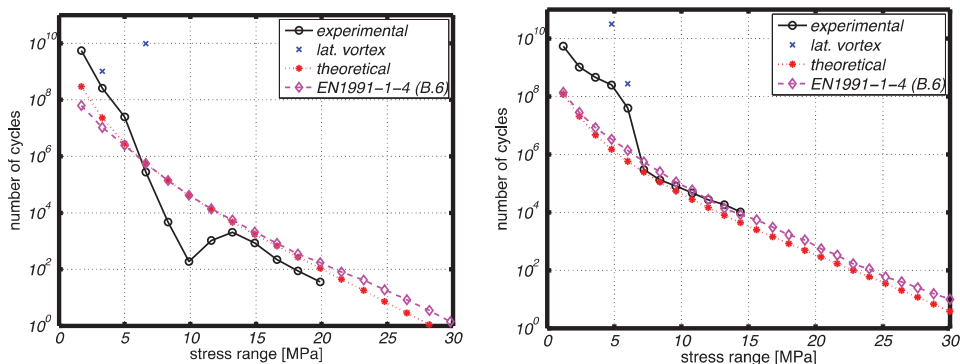 experimental
lat. vortex
theoretical
EN1991-1-4 (B.6)
10^10
10^8
10^6
10^4
10^2
10^0
number of cycles
0 5 10 15 20 25 30
stress range [MPa]
experimental
lat. vortex
theoretical
EN1991-1-4 (B.6)
10^10
10^8
10^6
10^4
10^2
10^0
number of cycles
0 5 10 15 20 25 30
stress range [MPa]